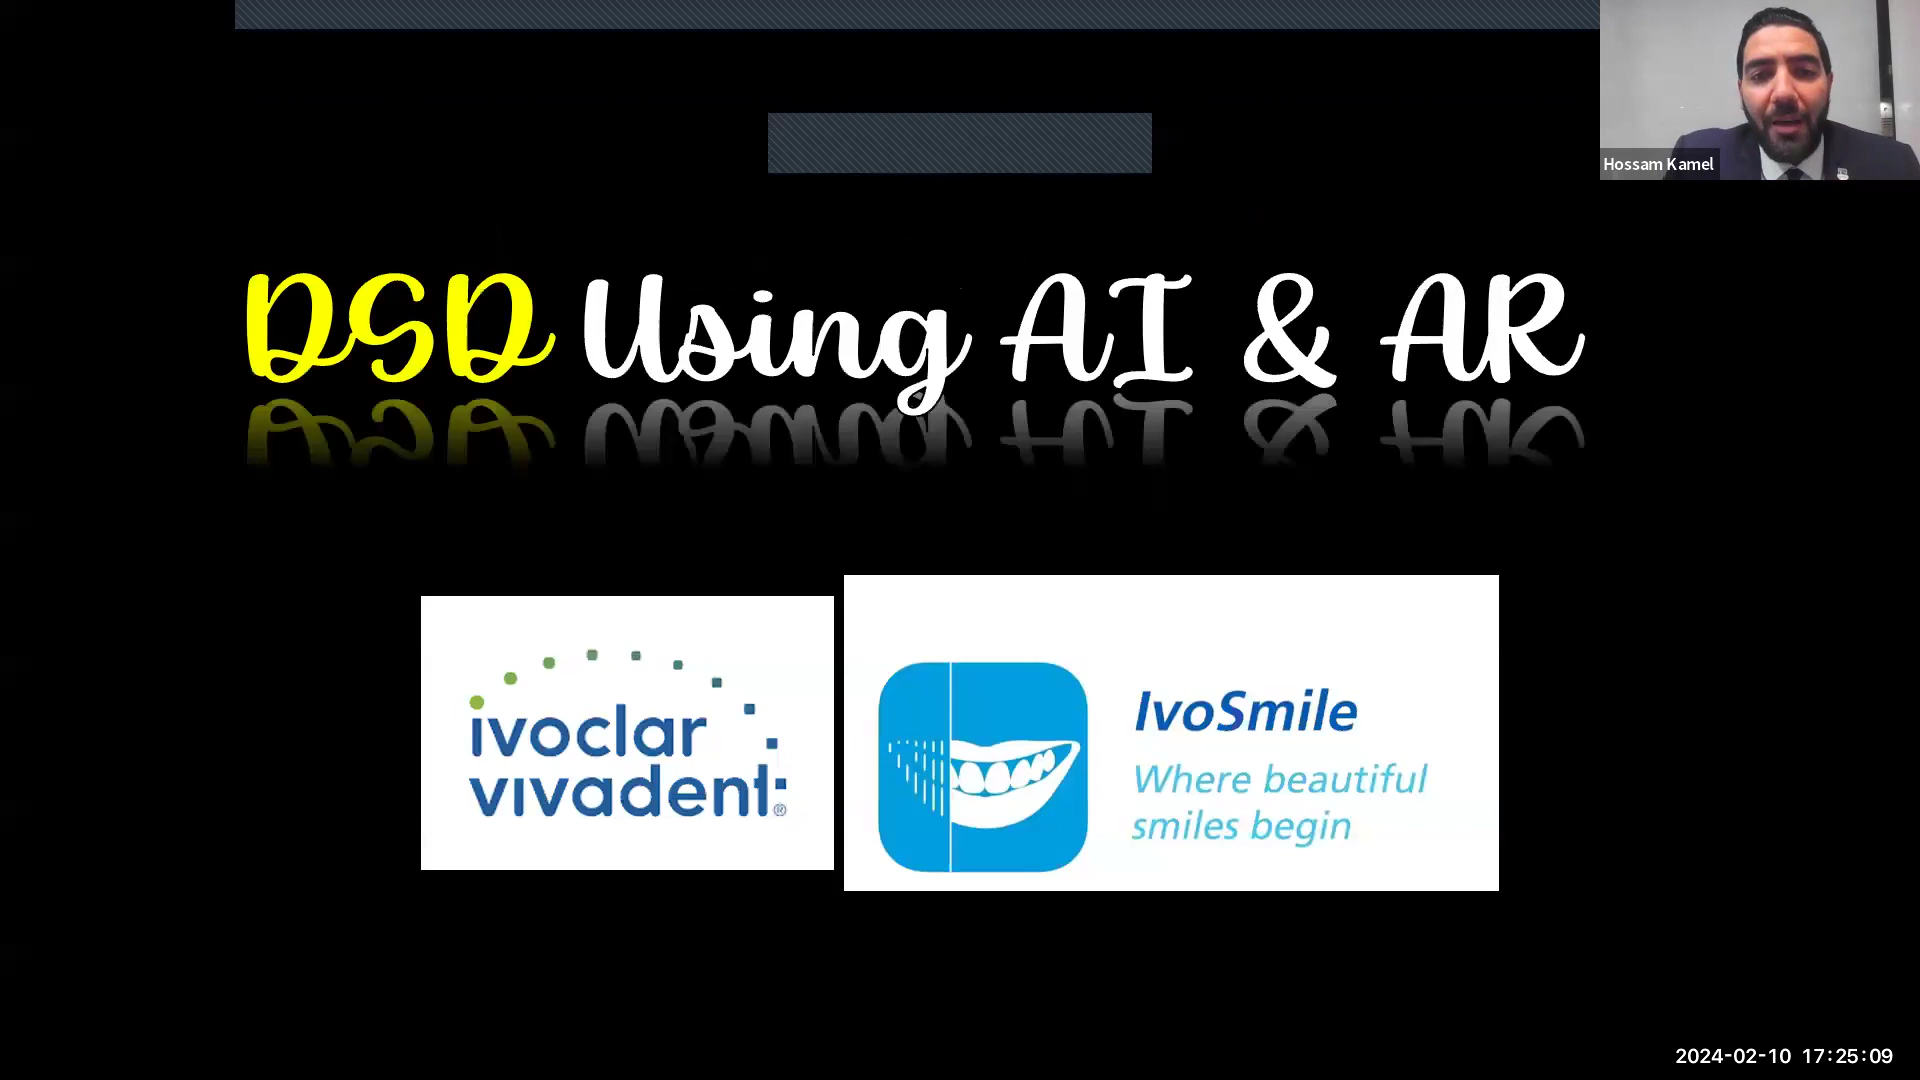 Hossam Kamel
DSD Using AI & AR
ivoclar
vivadent®
IvoSmile
Where beautiful
smiles begin
2024-02-10 17:25:09